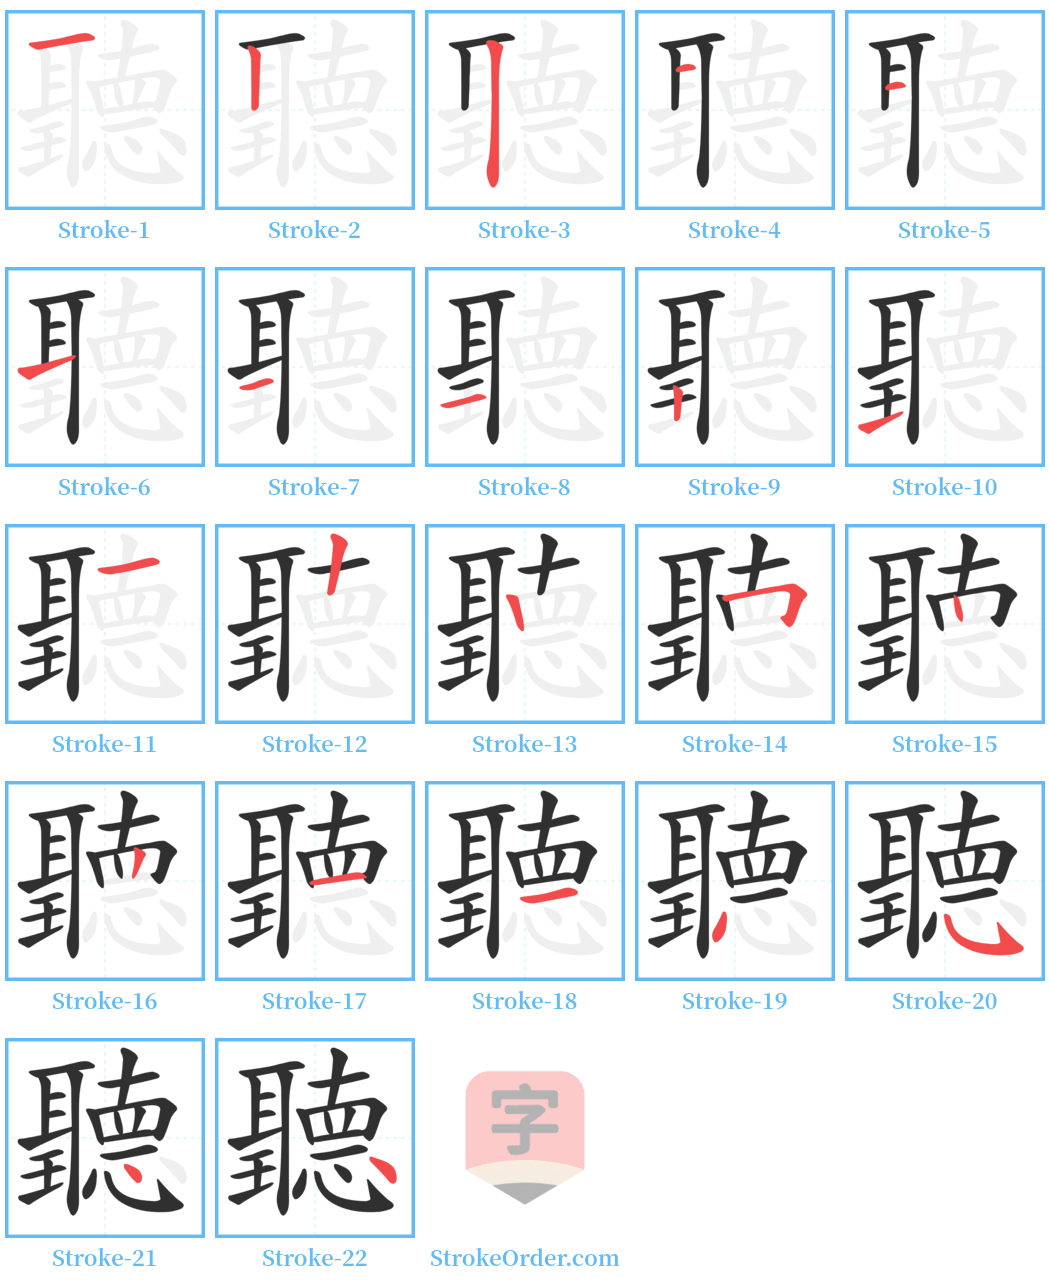 聽
Stroke-1 Stroke-2 Stroke-3 Stroke-4 Stroke-5
Stroke-6 Stroke-7 Stroke-8 Stroke-9 Stroke-10
Stroke-11 Stroke-12 Stroke-13 Stroke-14 Stroke-15
Stroke-16 Stroke-17 Stroke-18 Stroke-19 Stroke-20
字
Stroke-21 Stroke-22 StrokeOrder.com